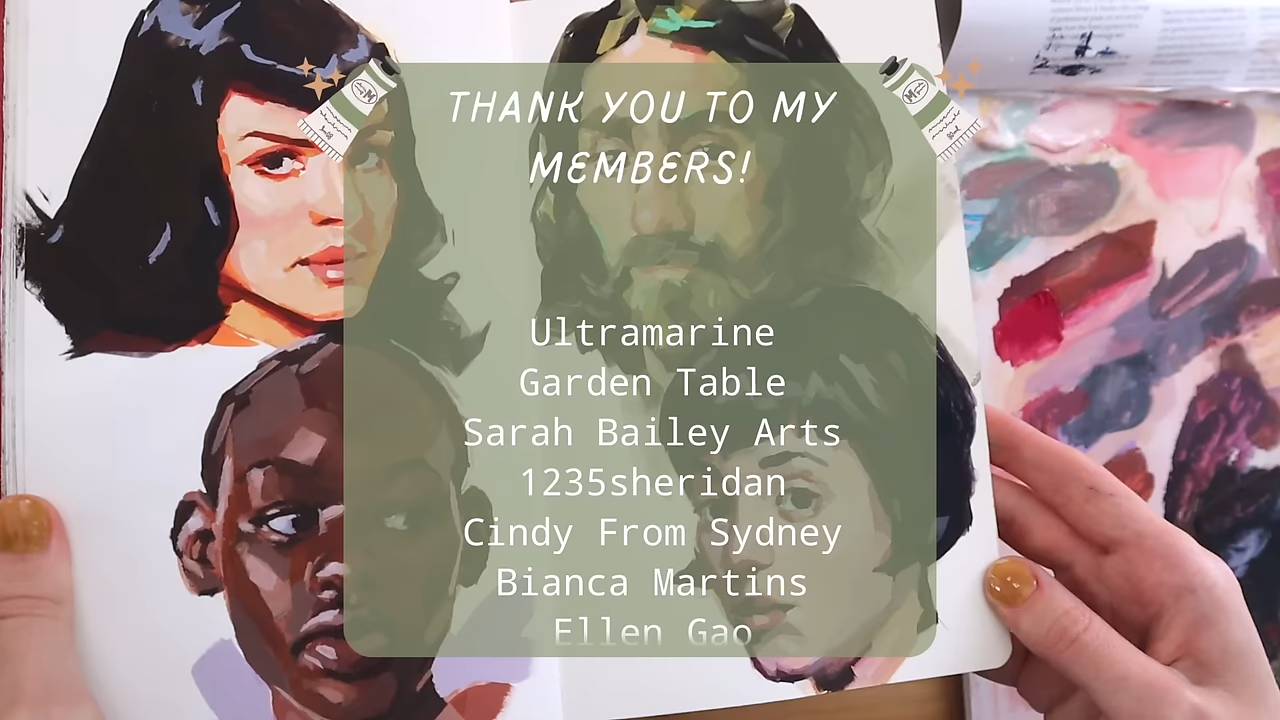 THANK YOU TO MY
MEMBERS!
Ultramarine
Garden Table
Sarah Bailey Arts
1235sheridan
Cindy From Sydney
Bianca Martins
Ellen Gao